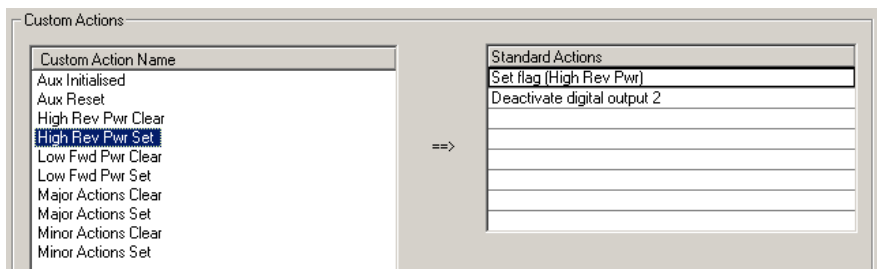 Custom Actions
Custom Action Name
Aux Initialised
Aux Reset
High Rev Pwr Clear
High Rev Pwr Set
Low Fwd Pwr Clear
Low Fwd Pwr Set
Major Actions Clear
Major Actions Set
Minor Actions Clear
Minor Actions Set
==>
Standard Actions
Set flag (High Rev Pwr)
Deactivate digital output 2